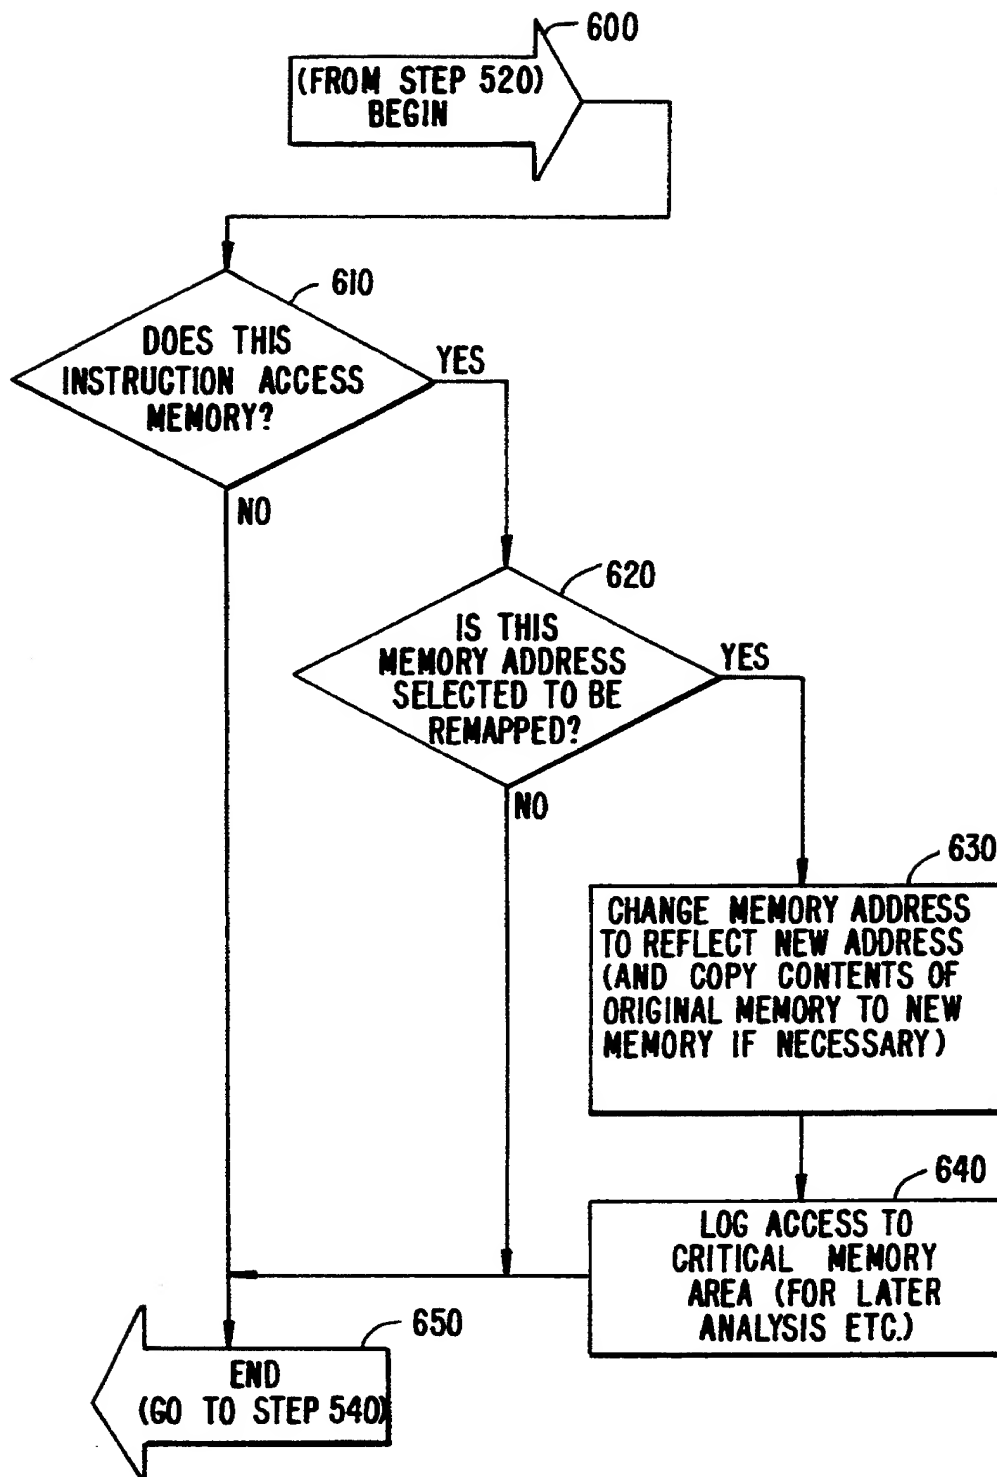 600
(FROM STEP 520)
BEGIN
610
DOES THIS
INSTRUCTION ACCESS
MEMORY?
YES
NO
620
IS THIS
MEMORY ADDRESS
SELECTED TO BE
REMAPPED?
YES
NO
630
CHANGE MEMORY ADDRESS
TO REFLECT NEW ADDRESS
(AND COPY CONTENTS OF
ORIGINAL MEMORY TO NEW
MEMORY IF NECESSARY)
640
LOG ACCESS TO
CRITICAL MEMORY
AREA (FOR LATER
ANALYSIS ETC.)
650
END
(GO TO STEP 540)